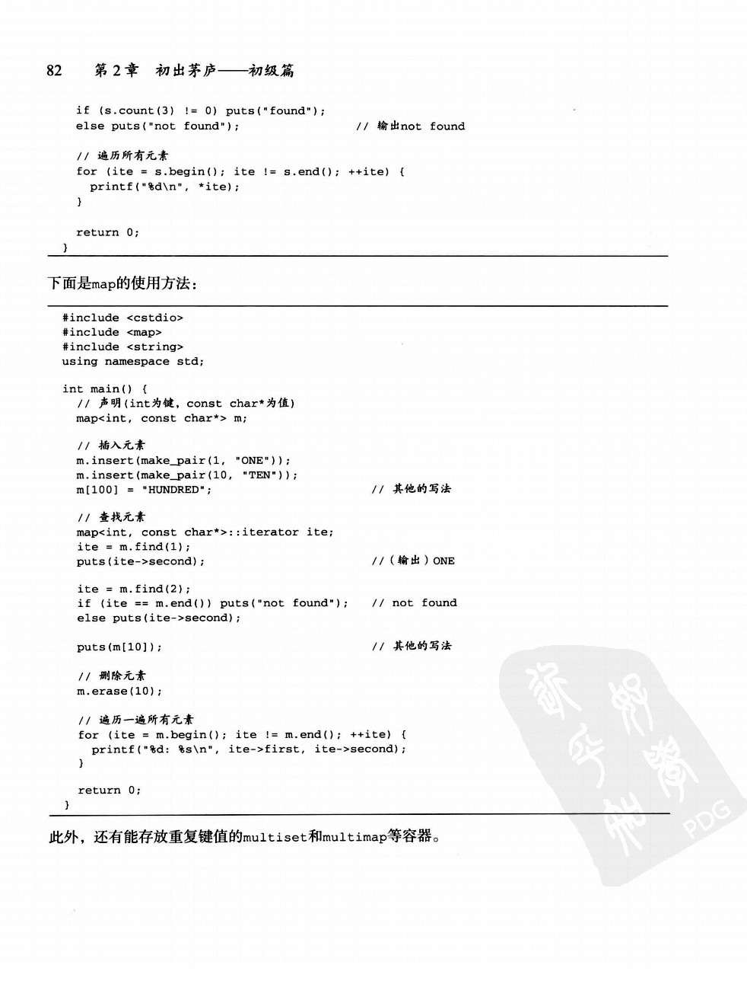 82 第2章 初出茅庐——初级篇
if (s.count(3) != 0) puts("found");
else puts("not found"); // 输出not found
// 遍历所有元素
for (ite = s.begin(); ite != s.end(); ++ite) {
printf("%d\n", *ite);
}
return 0;
}
下面是map的使用方法：
#include <cstdio>
#include <map>
#include <string>
using namespace std;
int main() {
// 声明(int为键，const char*为值)
map<int, const char*> m;
// 插入元素
m.insert(make_pair(1, "ONE"));
m.insert(make_pair(10, "TEN"));
m[100] = "HUNDRED"; // 其他的写法
// 查找元素
map<int, const char*>::iterator ite;
ite = m.find(1);
puts(ite->second); //（输出）ONE
ite = m.find(2);
if (ite == m.end()) puts("not found"); // not found
else puts(ite->second);
puts(m[10]); // 其他的写法
// 删除元素
m.erase(10);
// 遍历一遍所有元素
for (ite = m.begin(); ite != m.end(); ++ite) {
printf("%d: %s\n", ite->first, ite->second);
}
return 0;
}
此外，还有能存放重复键值的multiset和multimap等容器。
PDG